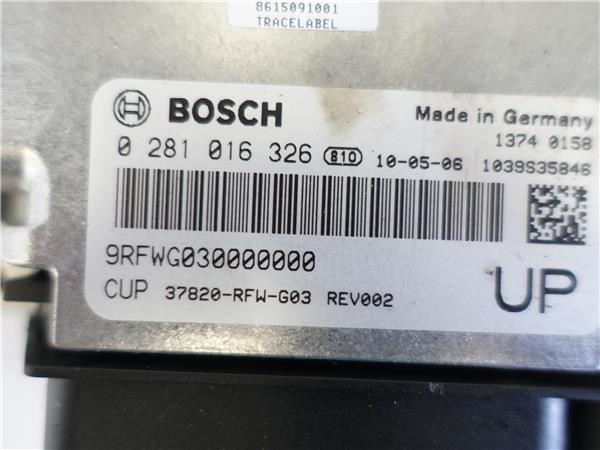 8615091001
TRACELABEL
BOSCH
Made in Germany
1374 0158
0 281 016 326 810 10-05-06 1039S35846
9RFWG030000000
CUP 37820-RFW-G03 REV002
UP